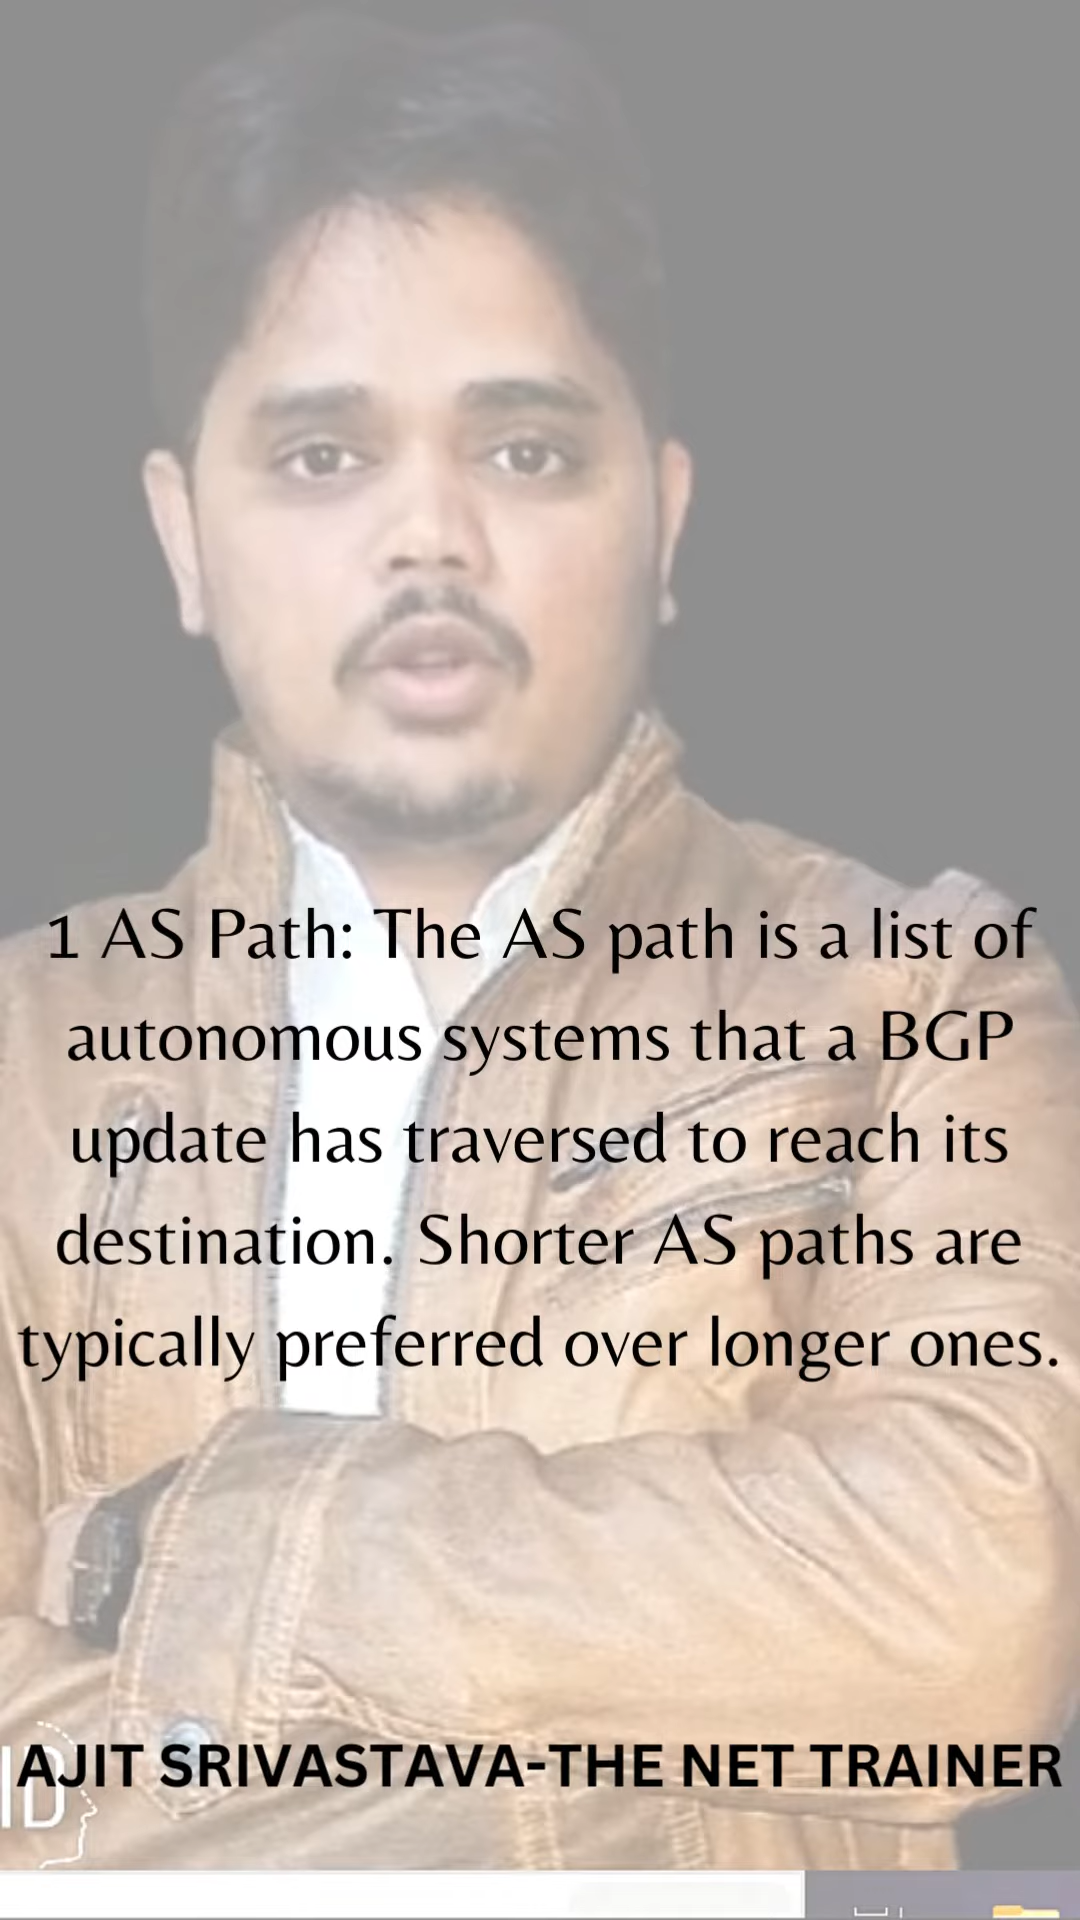 1 AS Path: The AS path is a list of
autonomous systems that a BGP
update has traversed to reach its
destination. Shorter AS paths are
typically preferred over longer ones.
AJIT SRIVASTAVA-THE NET TRAINER
ID